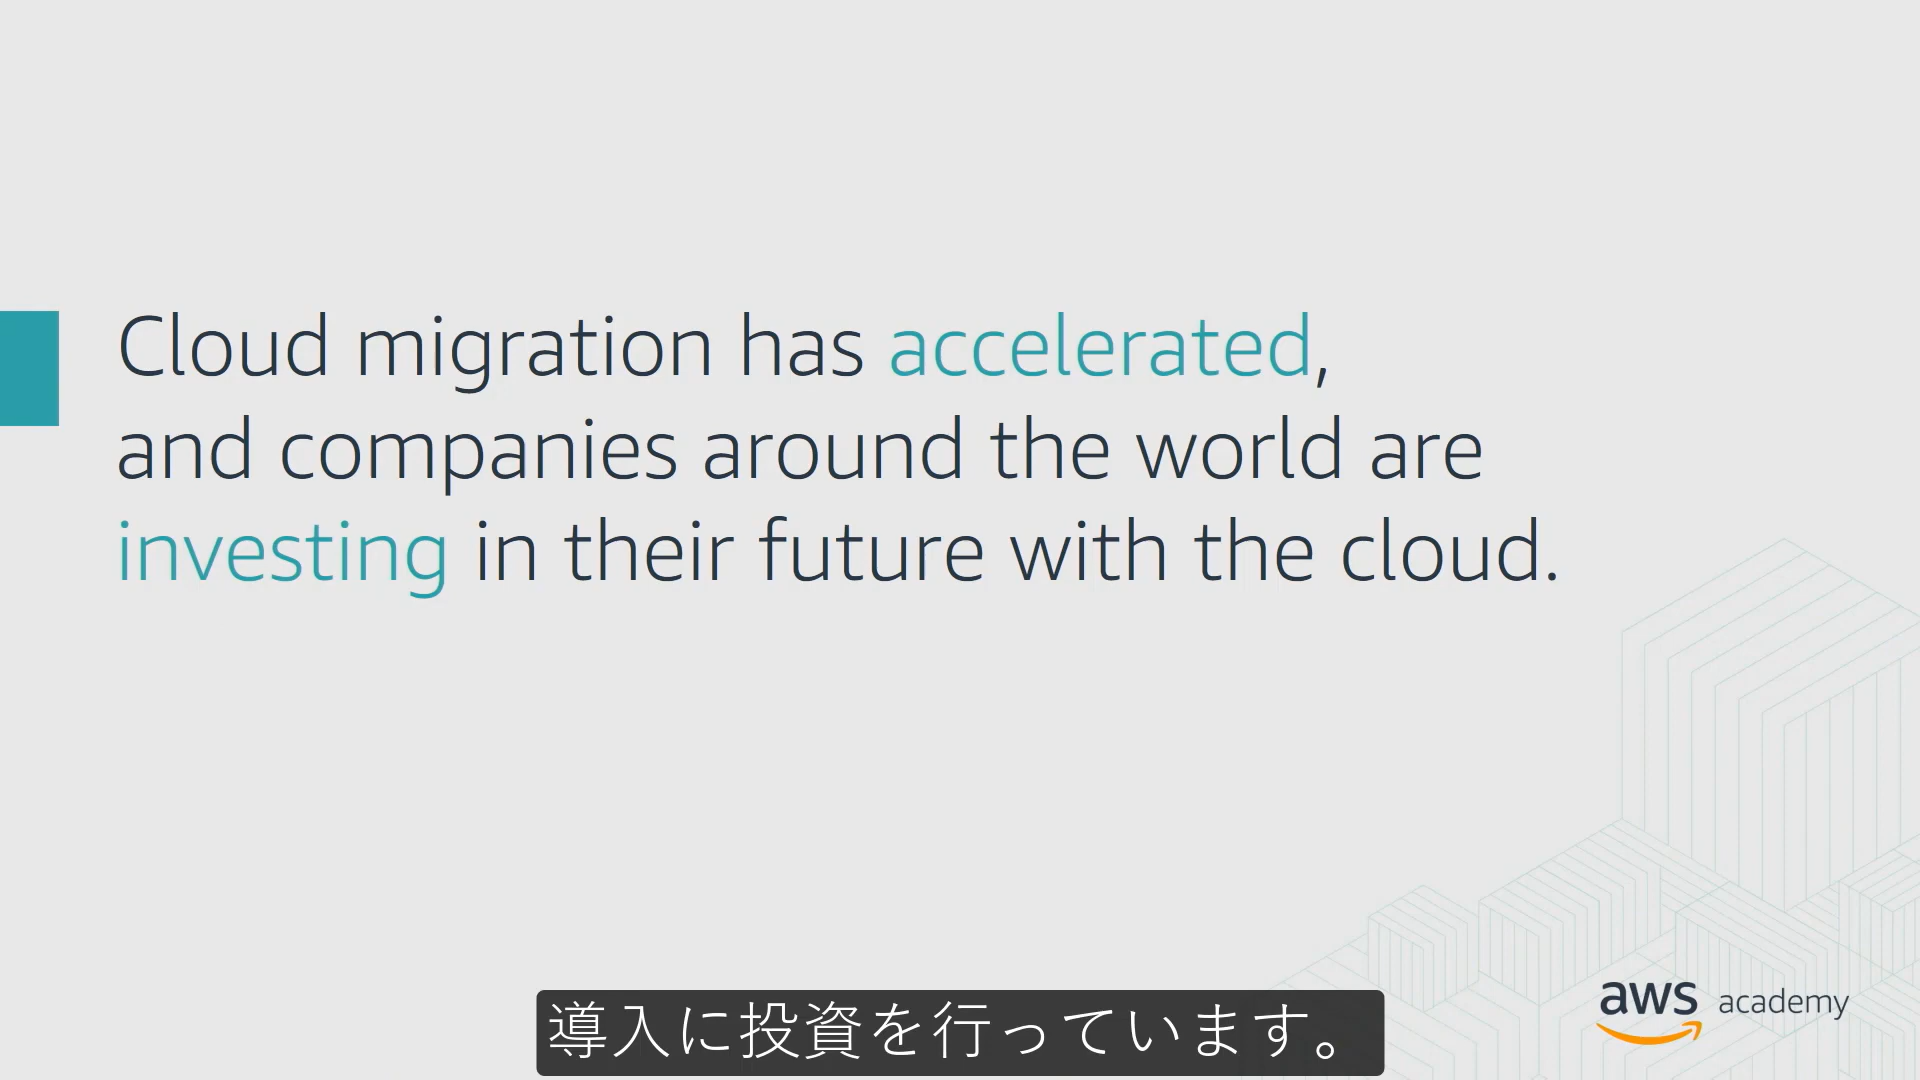 Cloud migration has accelerated,
and companies around the world are
investing in their future with the cloud.
導入に投資を行っています。
aws academy